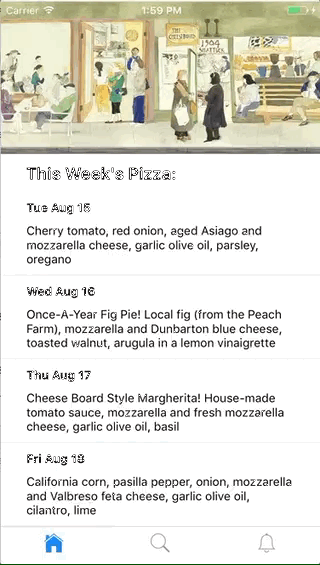 Carrier 1:59 PM
THE CHEESEBOARD
1504 SHATTUCK
This Week's Pizza:
Tue Aug 15
Cherry tomato, red onion, aged Asiago and
mozzarella cheese, garlic olive oil, parsley,
oregano
Wed Aug 16
Once-A-Year Fig Pie! Local fig (from the Peach
Farm), mozzarella and Dunbarton blue cheese,
toasted walnut, arugula in a lemon vinaigrette
Thu Aug 17
Cheese Board Style Margherita! House-made
tomato sauce, mozzarella and fresh mozzarella
cheese, garlic olive oil, basil
Fri Aug 18
California corn, pasilla pepper, onion, mozzarella
and Valbreso feta cheese, garlic olive oil,
cilantro, lime